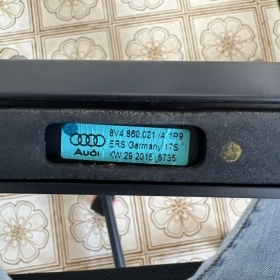 8V4 860 021 /A 1P9
ERS Germany 17S
Audi
KW 29 2015 8735